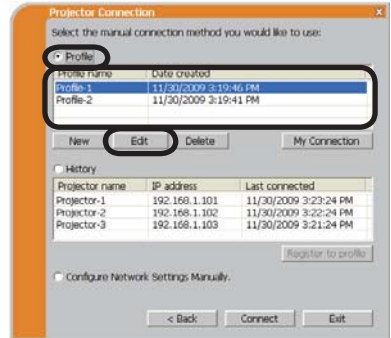 Projector Connection
Select the manual connection method you would like to use:
Profile
Profile name Date created
Profile-1 11/30/2009 3:19:46 PM
Profile-2 11/30/2009 3:19:41 PM
New Edit Delete My Connection
History
Projector name IP address Last connected
Projector-1 192.168.1.101 11/30/2009 3:23:24 PM
Projector-2 192.168.1.102 11/30/2009 3:22:24 PM
Projector-3 192.168.1.103 11/30/2009 3:21:24 PM
Register to profile
Configure Network Settings Manually.
< Back Connect Exit